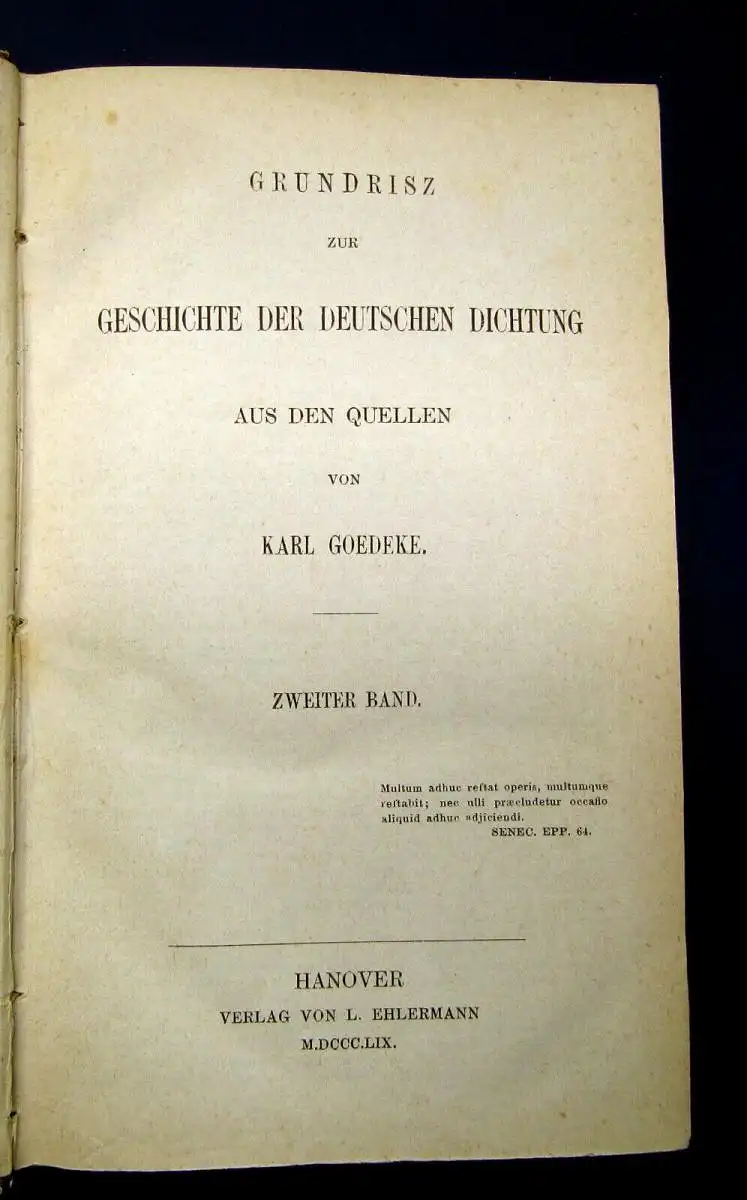 GRUNDRISZ
ZUR
GESCHICHTE DER DEUTSCHEN DICHTUNG
AUS DEN QUELLEN
VON
KARL GOEDEKE.
ZWEITER BAND.
Multum adhuc reſtat operis, multumque
reſtabit; nec ulli præcludetur occaſio
aliquid adhuc adjiciendi.
SENEC. EPP. 64.
HANOVER
VERLAG VON L. EHLERMANN
M.DCCC.LIX.